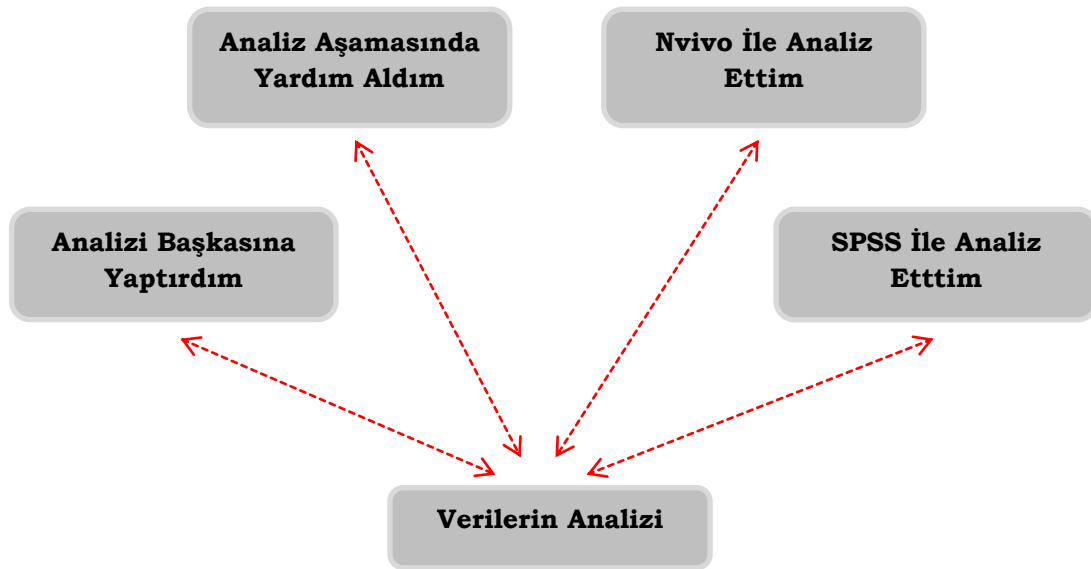 Analiz Aşamasında
Yardım Aldım
Nvivo İle Analiz
Ettim
Analizi Başkasına
Yaptırdım
SPSS İle Analiz
Etttim
Verilerin Analizi